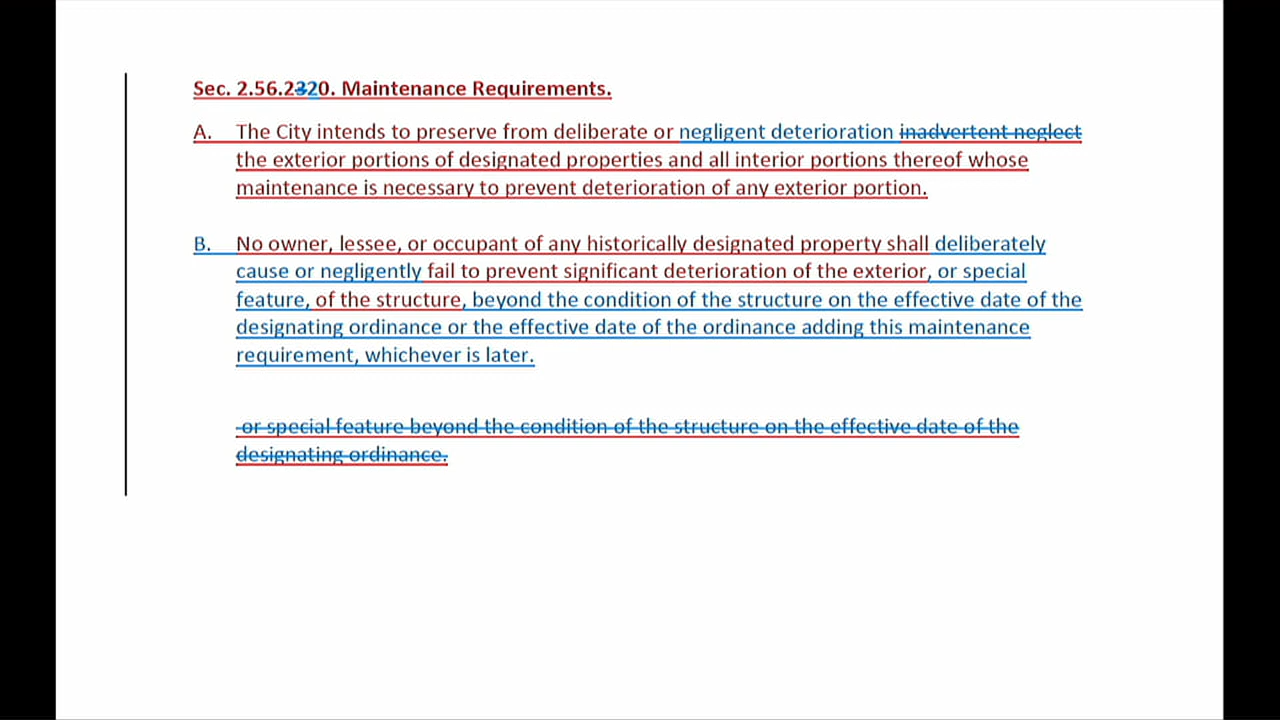 Sec. 2.56.2320. Maintenance Requirements.
A. The City intends to preserve from deliberate or negligent deterioration inadvertent neglect
the exterior portions of designated properties and all interior portions thereof whose
maintenance is necessary to prevent deterioration of any exterior portion.
B. No owner, lessee, or occupant of any historically designated property shall deliberately
cause or negligently fail to prevent significant deterioration of the exterior, or special
feature, of the structure, beyond the condition of the structure on the effective date of the
designating ordinance or the effective date of the ordinance adding this maintenance
requirement, whichever is later.
or special feature beyond the condition of the structure on the effective date of the
designating ordinance.